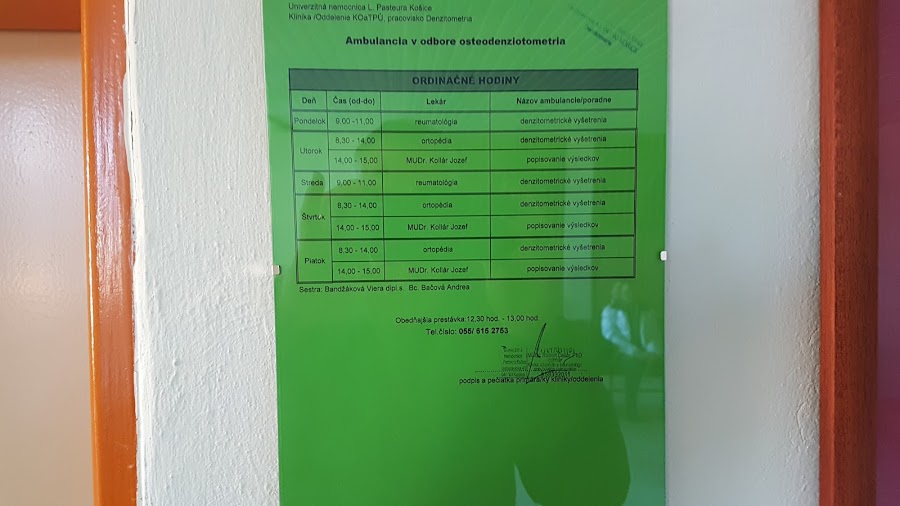 Univerzitná nemocnica L. Pasteura Košice
Klinika /Oddelenie KOaTPÚ, pracovisko Denzitometria
Ambulancia v odbore osteodenziotometria
ORDINAČNÉ HODINY
Deň Čas (od-do) Lekár Názov ambulancie/poradne
Pondelok 9,00 -11,00 reumatológia denzitometrické vyšetrenia
Utorok 8,30 - 14,00 ortopédia denzitometrické vyšetrenia
14,00 - 15,00 MUDr. Kollár Jozef popisovanie výsledkov
Streda 9,00 - 11,00 reumatológia denzitometrické vyšetrenia
Štvrtok 8,30 - 14,00 ortopédia denzitometrické vyšetrenia
14,00 - 15,00 MUDr. Kollár Jozef popisovanie výsledkov
Piatok 8,30 - 14,00 ortopédia denzitometrické vyšetrenia
14,00 - 15,00 MUDr. Kollár Jozef popisovanie výsledkov
Sestra: Bandžáková Viera dipl.s. Bc. Bačová Andrea
Obedňajšia prestávka:12,30 hod. - 13,00 hod.
Tel.číslo: 055/ 615 2753
podpis a pečiatka primára/ky kliniky/oddelenia